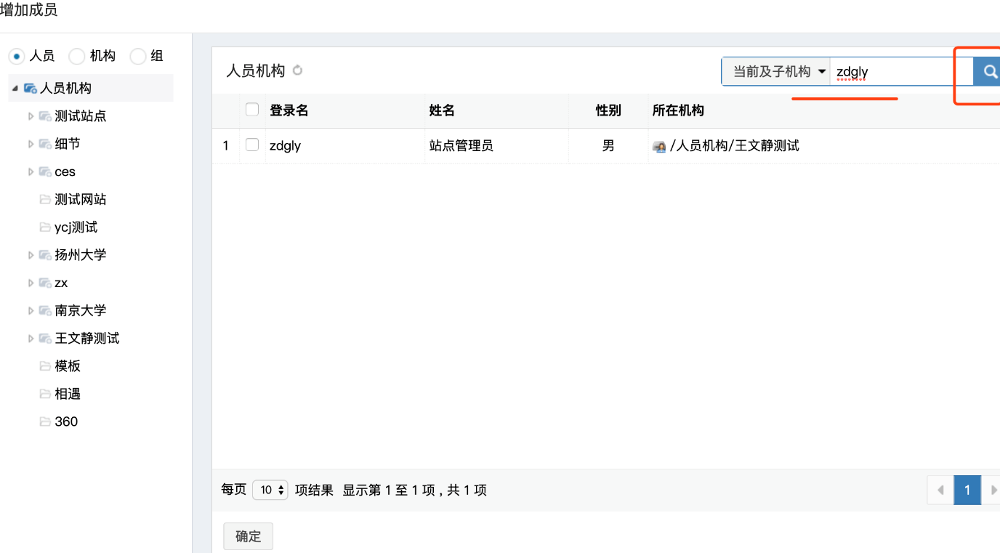 增加成员
人员 机构 组
人员机构
测试站点
细节
ces
测试网站
ycj测试
扬州大学
zx
南京大学
王文静测试
模板
相遇
360
人员机构 当前及子机构 zdgly
登录名 姓名 性别 所在机构
1 zdgly 站点管理员 男 /人员机构/王文静测试
每页 10 项结果 显示第 1 至 1 项 , 共 1 项 1
确定